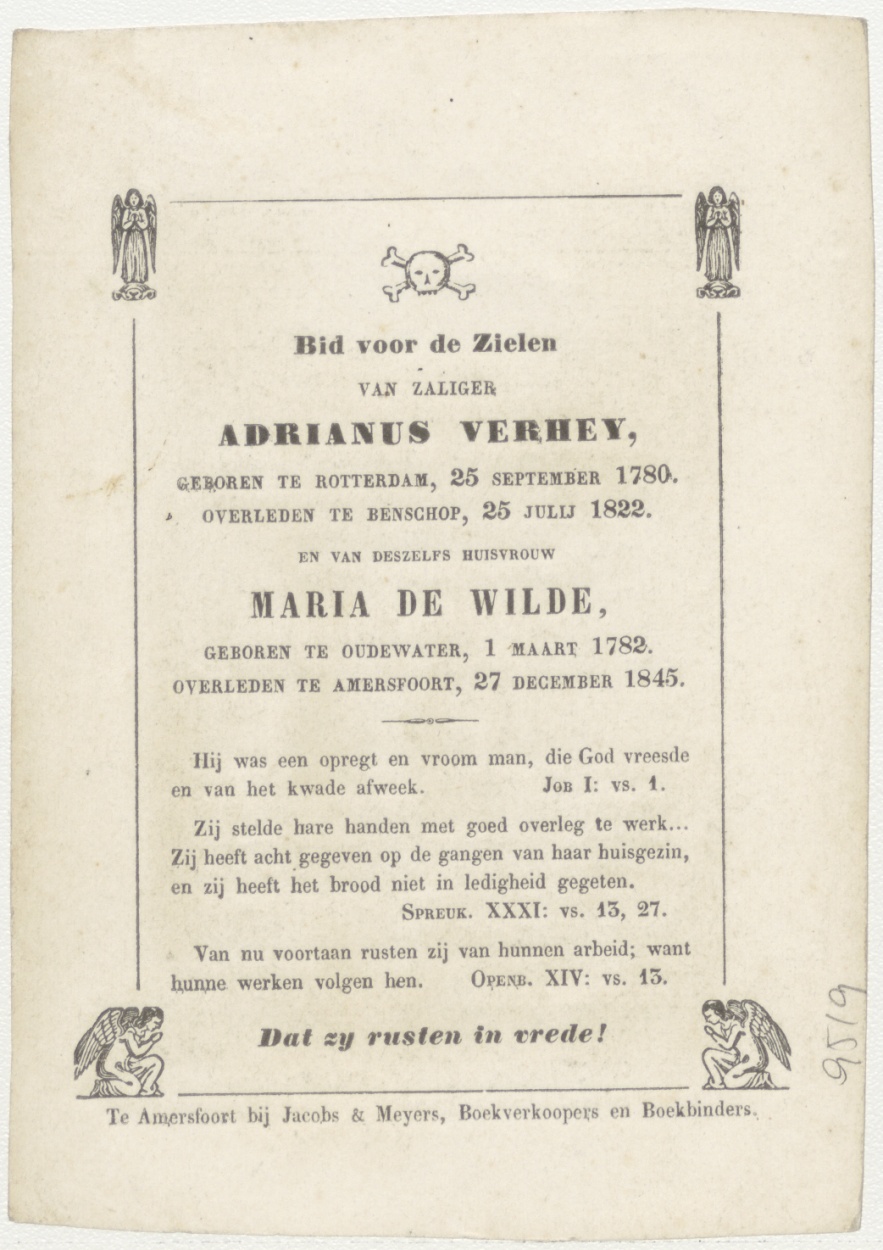 Bid voor de Zielen
VAN ZALIGER
ADRIANUS VERHEY,
GEBOREN TE ROTTERDAM, 25 SEPTEMBER 1780.
OVERLEDEN TE BENSCHOP, 25 JULIJ 1822.
EN VAN DESZELFS HUISVROUW
MARIA DE WILDE,
GEBOREN TE OUDEWATER, 1 MAART 1782.
OVERLEDEN TE AMERSFOORT, 27 DECEMBER 1845.
Hij was een opregt en vroom man, die God vreesde
en van het kwade afweek. JOB I: vs. 1.
Zij stelde hare handen met goed overleg te werk...
Zij heeft acht gegeven op de gangen van haar huisgezin,
en zij heeft het brood niet in ledigheid gegeten.
SPREUK. XXXI: vs. 13, 27.
Van nu voortaan rusten zij van hunnen arbeid; want
hunne werken volgen hen. OPENB. XIV: vs. 13.
Dat zy rusten in vrede!
Te Amersfoort bij Jacobs & Meyers, Boekverkoopers en Boekbinders.
9519